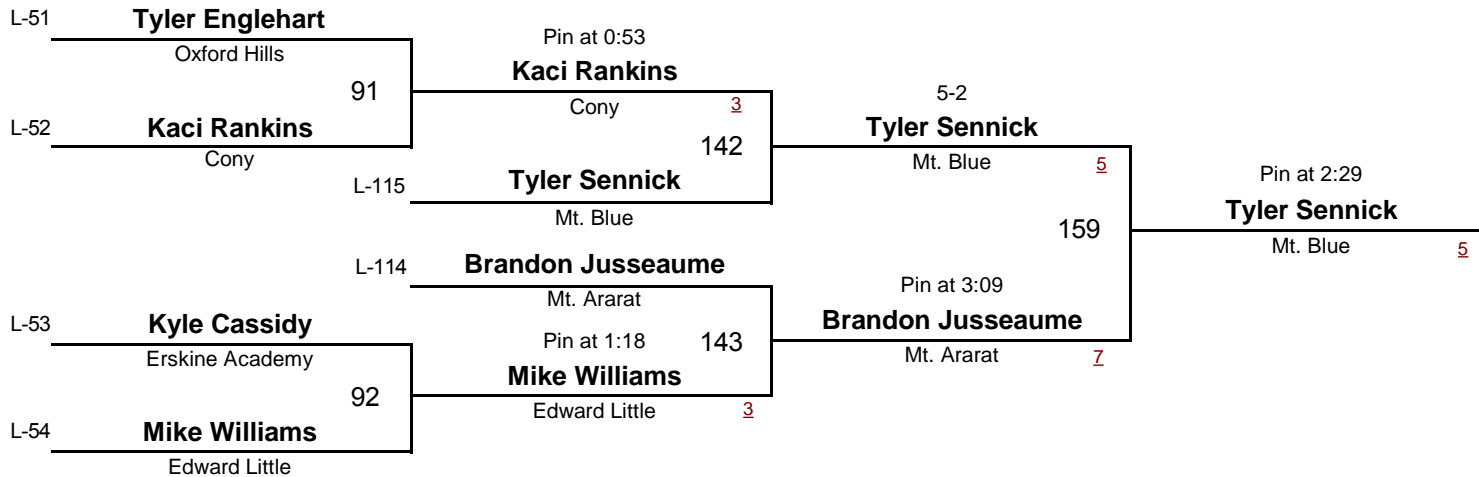 L-51 Tyler Englehart
Oxford Hills
91
L-52 Kaci Rankins
Cony
Pin at 0:53
Kaci Rankins
Cony 3
142
L-115 Tyler Sennick
Mt. Blue
5-2
Tyler Sennick
Mt. Blue 5
159
Pin at 2:29
Tyler Sennick
Mt. Blue 5
L-114 Brandon Jusseaume
Mt. Ararat
143
Pin at 3:09
Brandon Jusseaume
Mt. Ararat 7
L-53 Kyle Cassidy
Erskine Academy
92
L-54 Mike Williams
Edward Little
Pin at 1:18
Mike Williams
Edward Little 3